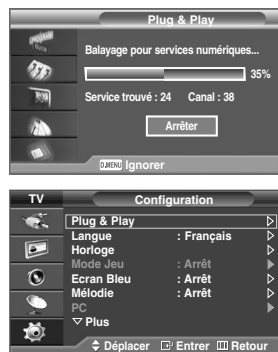 Plug & Play
Balayage pour services numériques...
35%
Service trouvé : 24 Canal : 38
Arrêter
D.MENU Ignorer
TV Configuration
Plug & Play
Langue : Français
Horloge
Mode Jeu : Arrêt
Ecran Bleu : Arrêt
Mélodie : Arrêt
PC
Plus
Déplacer Entrer Retour